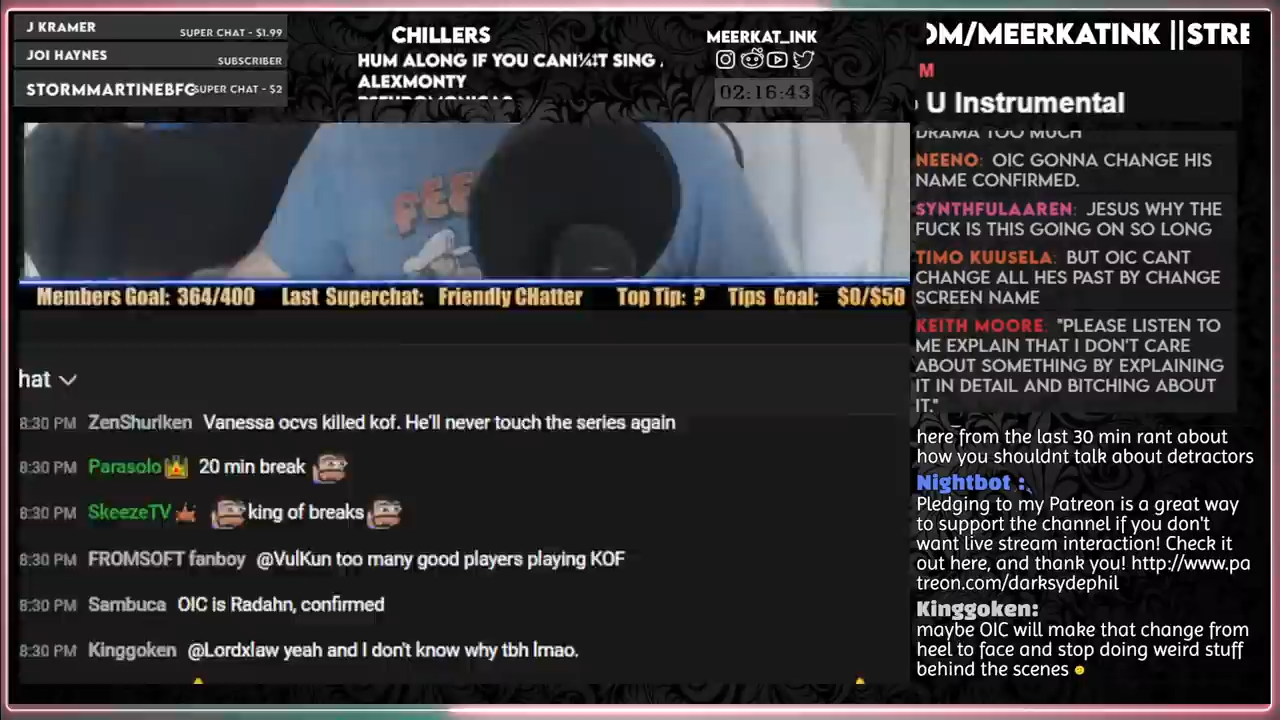 J KRAMER
SUPER CHAT - $1.99
JOI HAYNES
SUBSCRIBER
STORMMARTINEBFG
SUPER CHAT - $2
CHILLERS
HUM ALONG IF YOU CANI¼IT SING
ALEXMONTY
MEERKAT_INK
02:16:43
OM/MEERKATINK ||STRE
M
U Instrumental
DRAMA TOO MUCH
NEENO: OIC GONNA CHANGE HIS
NAME CONFIRMED.
SYNTHFULAAREN: JESUS WHY THE
FUCK IS THIS GOING ON SO LONG
TIMO KUUSELA: BUT OIC CANT
CHANGE ALL HES PAST BY CHANGE
SCREEN NAME
KEITH MOORE: "PLEASE LISTEN TO
ME EXPLAIN THAT I DON'T CARE
ABOUT SOMETHING BY EXPLAINING
IT IN DETAIL AND BITCHING ABOUT
IT."
here from the last 30 min rant about
how you shouldnt talk about detractors
Nightbot :
Pledging to my Patreon is a great way
to support the channel if you don't
want live stream interaction! Check it
out here, and thank you! http://www.pa
treon.com/darksydephil
Kinggoken:
maybe OIC will make that change from
heel to face and stop doing weird stuff
behind the scenes
FEE
Members Goal: 364/400 Last Superchat: Friendly CHatter Top Tip: ? Tips Goal: $0/$50
hat
8:30 PM ZenShuriken Vanessa ocvs killed kof. He'll never touch the series again
8:30 PM Parasolo 20 min break
8:30 PM SkeezeTV king of breaks
8:30 PM FROMSOFT fanboy @VulKun too many good players playing KOF
8:30 PM Sambuca OIC is Radahn, confirmed
8:30 PM Kinggoken @Lordxlaw yeah and I don't know why tbh lmao.